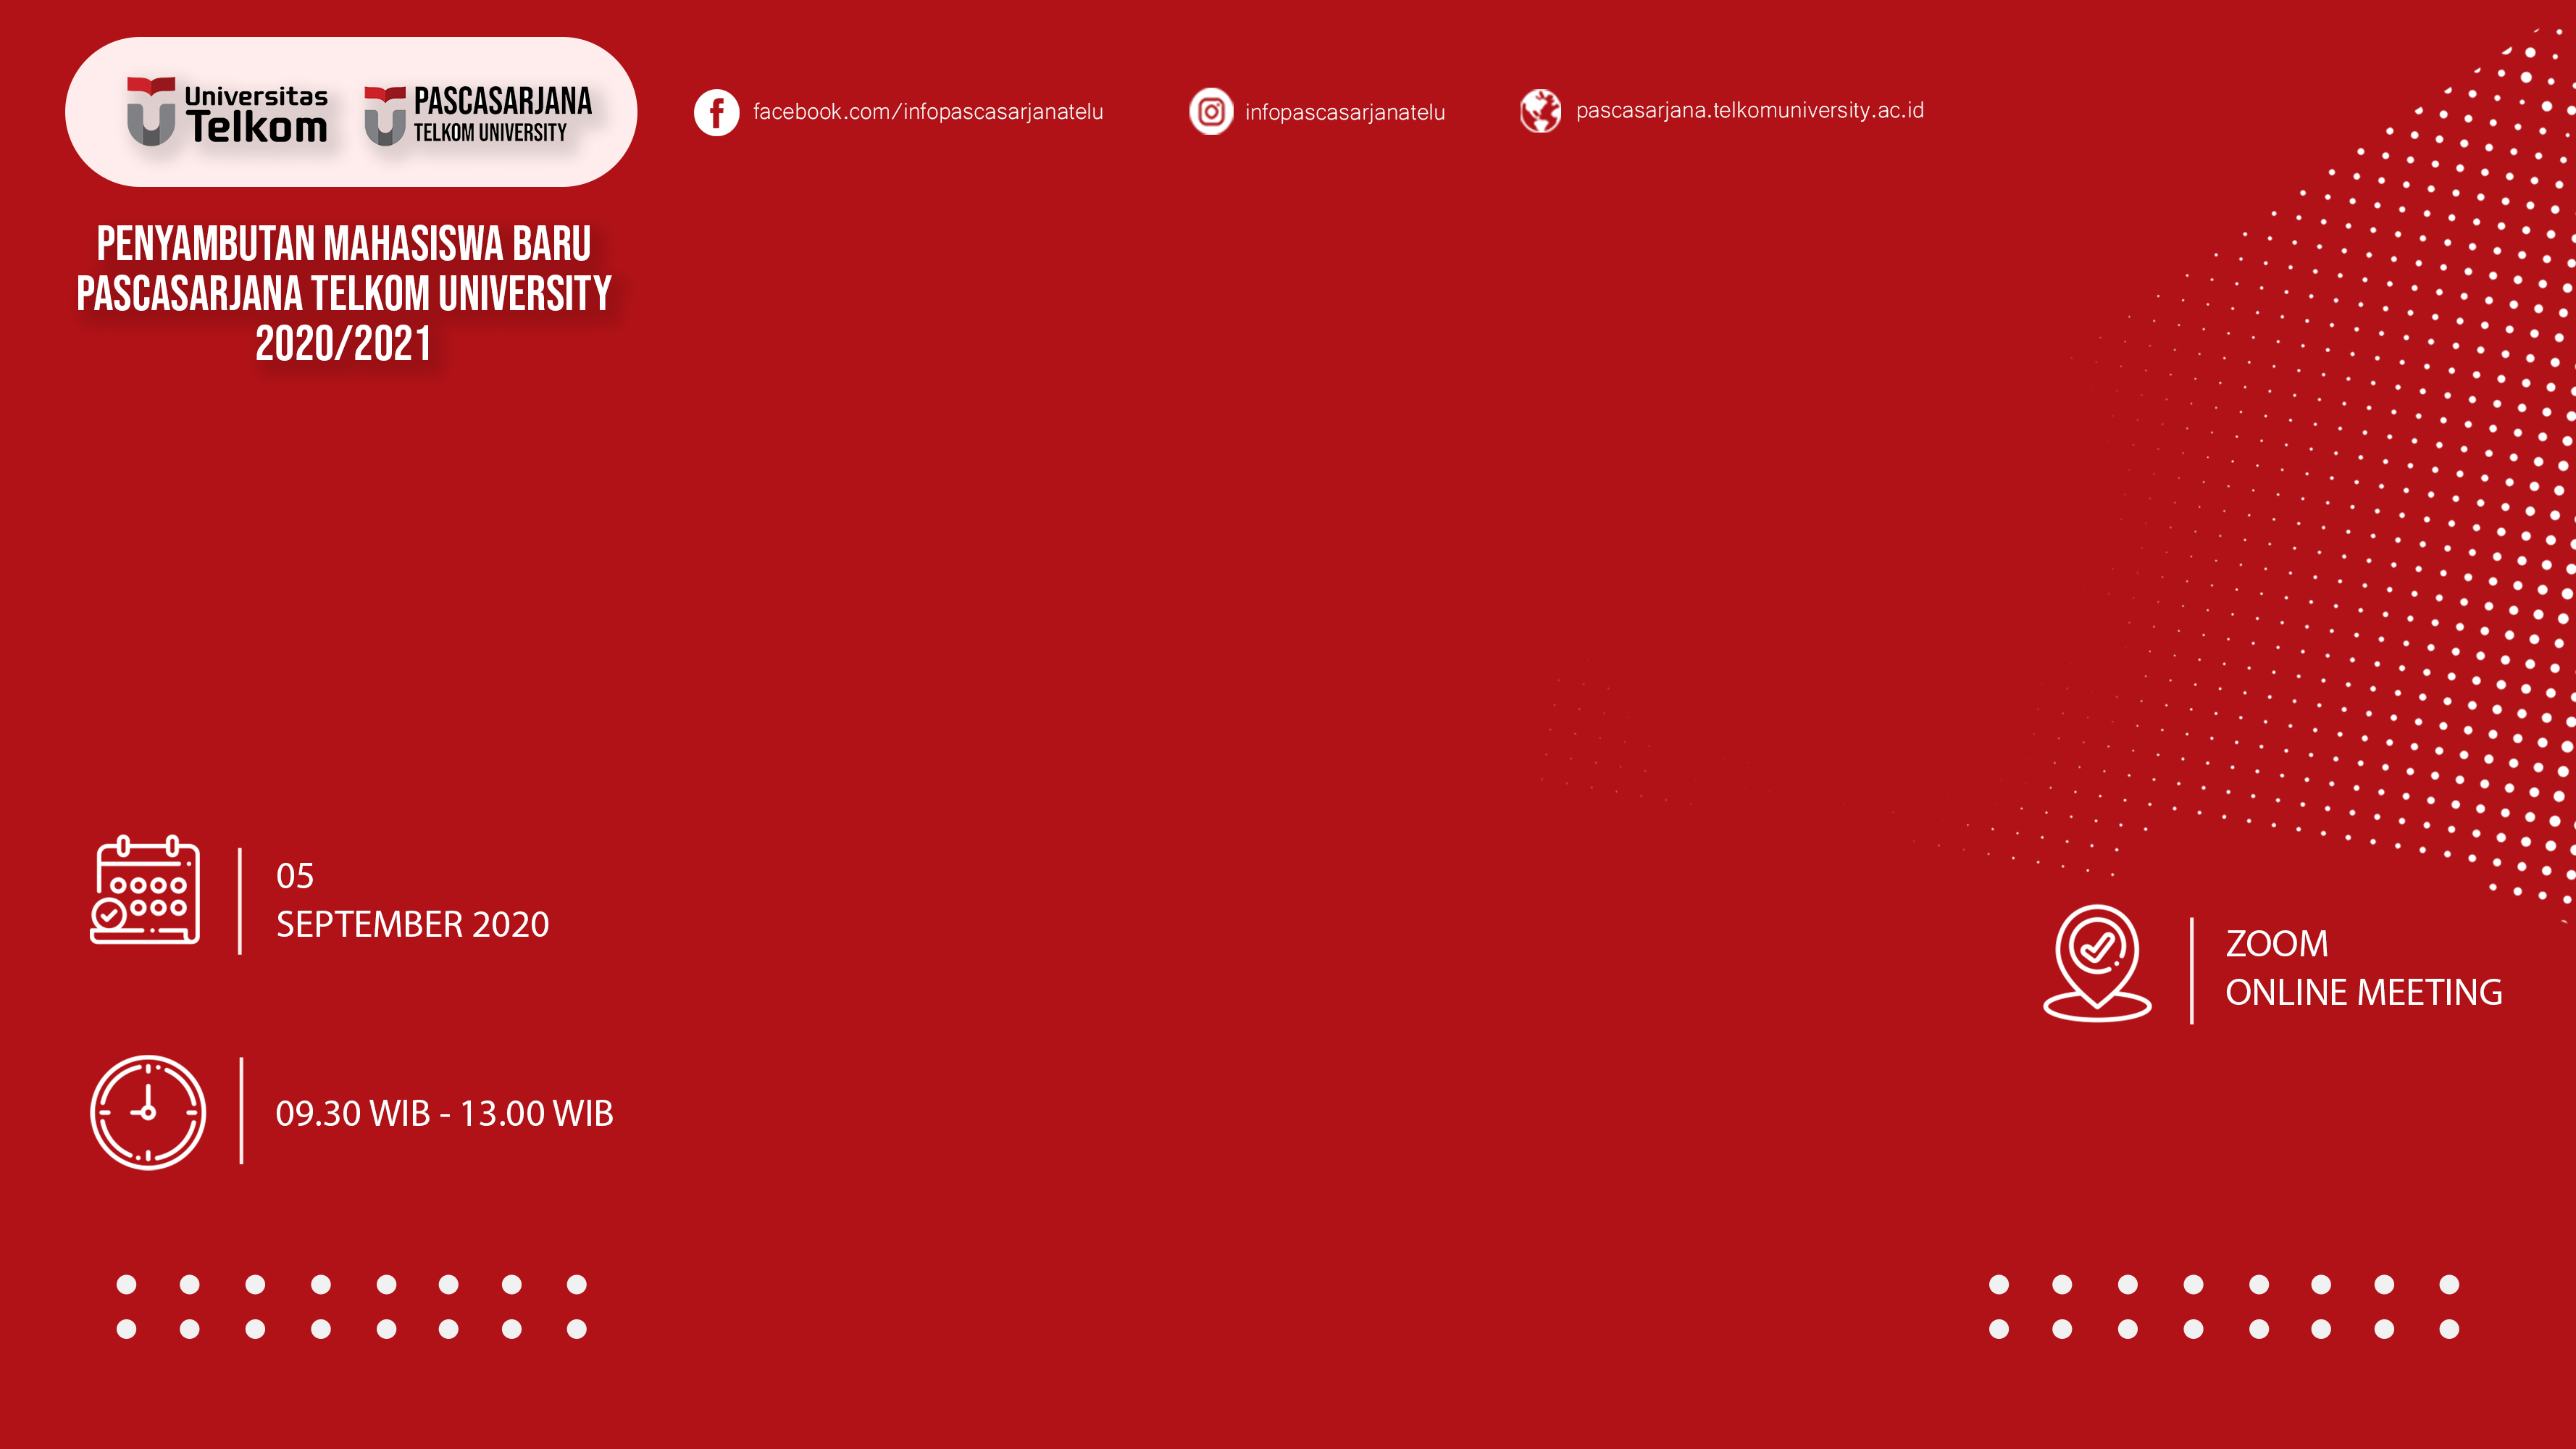 Universitas
Telkom
PASCASARJANA
TELKOM UNIVERSITY
facebook.com/infopascasarjanatelu
infopascasarjanatelu
pascasarjana.telkomuniversity.ac.id
PENYAMBUTAN MAHASISWA BARU
PASCASARJANA TELKOM UNIVERSITY
2020/2021
05
SEPTEMBER 2020
09.30 WIB - 13.00 WIB
ZOOM
ONLINE MEETING